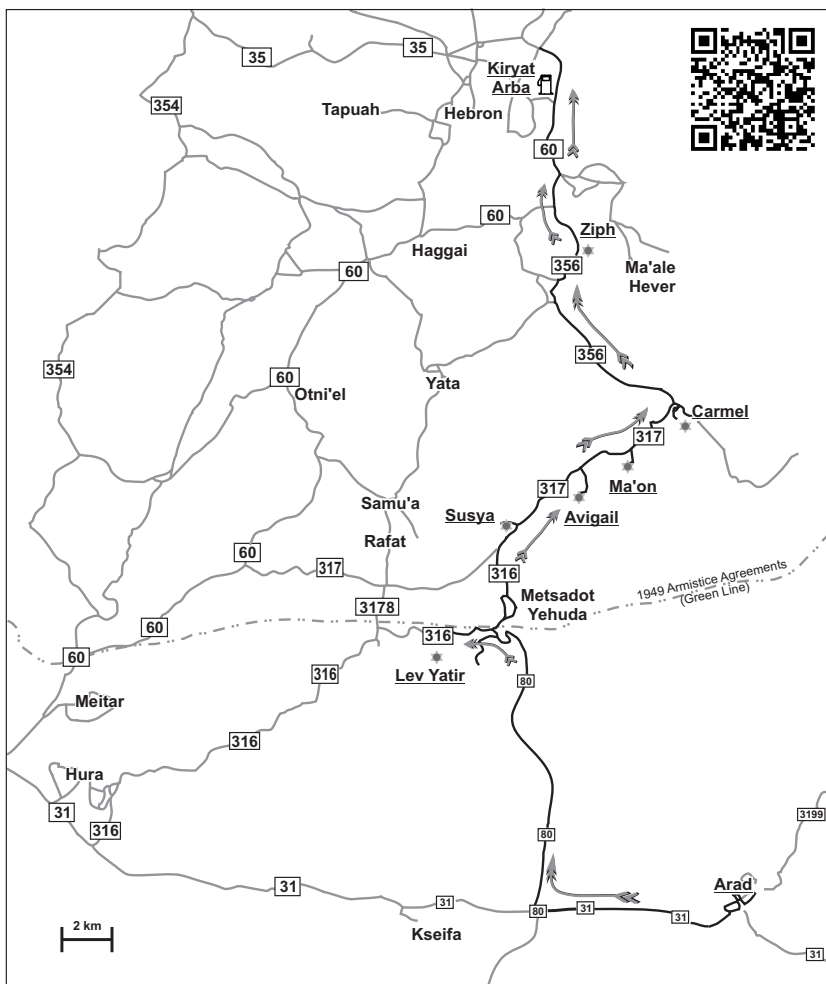 35
35
Kiryat
Arba
354
Tapuah
Hebron
60
60
Ziph
Haggai
356
60
Ma'ale
Hever
356
354
60
Otni'el
Yata
Carmel
317
Ma'on
317
Samu'a
Susya
Avigail
Rafat
60
317
316
1949 Armistice Agreements
(Green Line)
Metsadot
Yehuda
3178
60
316
60
Lev Yatir
316
80
Meitar
316
Hura
31
3199
316
80
31
Arad
31
80
31
31
Kseifa
2 km
31